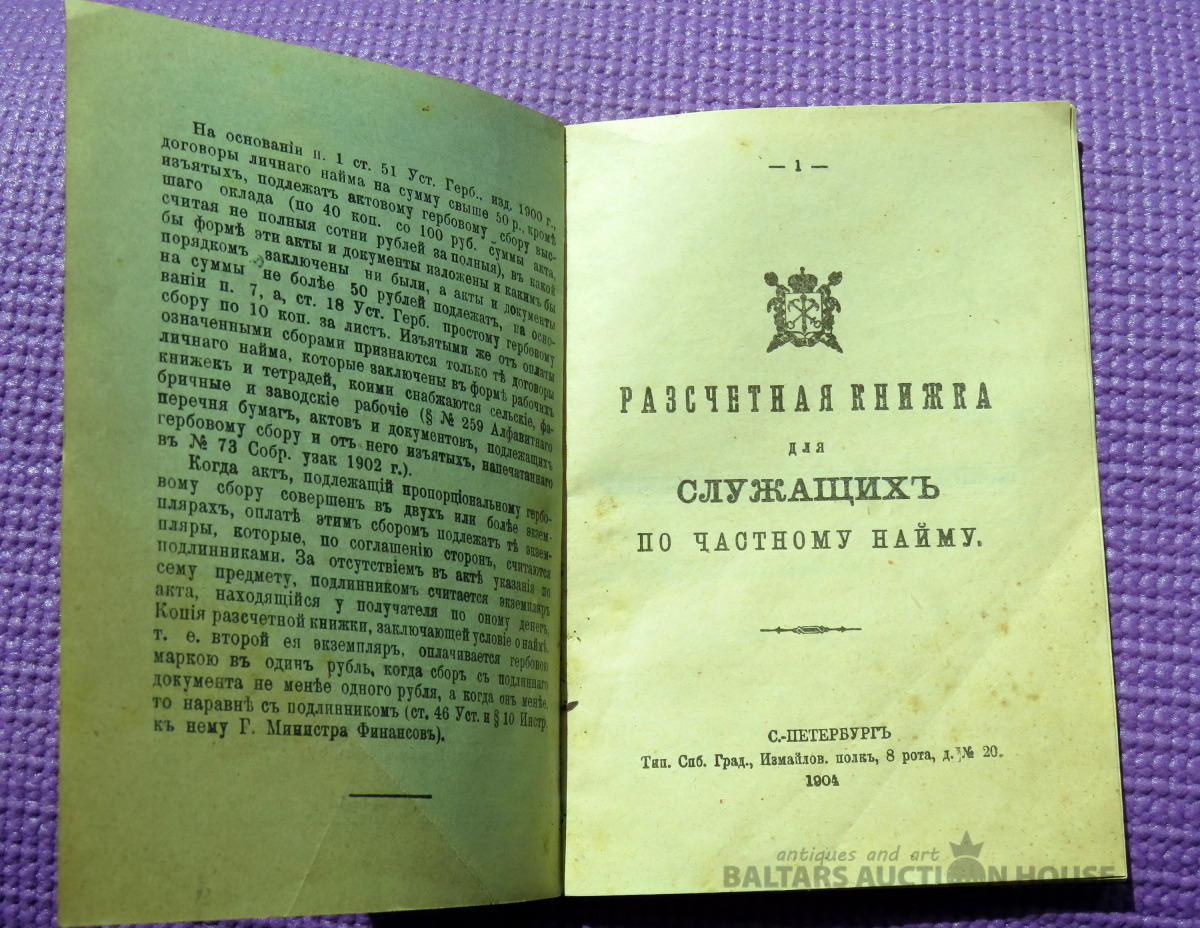 На основаніи п. 1 ст. 51 Уст. Герб.. изд. 1900 г.,
договоры личнаго найма на сумму свыше 50 р., кромѣ
изъятыхъ, подлежатъ актовому гербовому сбору выс-
шаго оклада (по 40 коп. со 100 руб. суммы акта,
считая не полныя сотни рублей за полныя), въ какой
бы формѣ эти акты и документы изложены и какимъ бы
порядкомъ заключены ни были, а акты и документы
на суммы не болѣе 50 рублей подлежатъ, на осно-
ваніи п. 7, а, ст. 18 Уст. Герб. простому гербовому
сбору по 10 коп. за листъ. Изъятыми же отъ оплаты
означенными сборами признаются только тѣ договоры
личнаго найма, которые заключены въ формѣ рабочихъ
книжекъ и тетрадей, коими снабжаются сельскіе, фа-
бричные и заводскіе рабочіе (§ № 259 Алфавитнаго
перечня бумагъ, актовъ и документовъ, подлежащихъ
гербовому сбору и отъ него изъятыхъ, напечатаннаго
въ № 73 Собр. узак 1902 г.).
Когда актъ, подлежащій пропорціональному гербо-
вому сбору совершенъ въ двухъ или болѣе экзем-
плярахъ, оплатѣ этимъ сборомъ подлежатъ тѣ экзем-
пляры, которые, по соглашенію сторонъ, считаются
подлинниками. За отсутствіемъ въ актѣ указанія по
сему предмету, подлинникомъ считается экземпляръ
акта, находящійся у получателя по оному денегъ.
Копія разсчетной книжки, заключающей условіе о наймѣ,
т. е. второй ея экземпляръ, оплачивается гербовою
маркою въ одинъ рубль, когда сборъ съ подлиннаго
документа не менѣе одного рубля, а когда онъ менѣе,
то наравнѣ съ подлинникомъ (ст. 46 Уст. и § 10 Инстр.
къ нему Г. Министра Финансовъ).
— 1 —
РАЗСЧЕТНАЯ КНИЖКА
для
СЛУЖАЩИХЪ
ПО ЧАСТНОМУ НАЙМУ.
С.-ПЕТЕРБУРГЪ
Тип. Спб. Град., Измайлов. полкъ, 8 рота, д. № 20.
1904
antiques and art
BALTARS AUCTION HOUSE